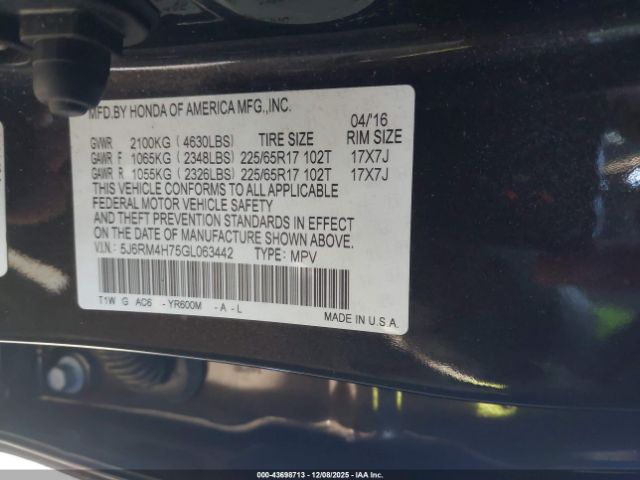 MFD.BY HONDA OF AMERICA MFG.,INC.
04/'16
GVWR 2100KG (4630LBS) TIRE SIZE RIM SIZE
GAWR F 1065KG (2348LBS) 225/65R17 102T 17X7J
GAWR R 1055KG (2326LBS) 225/65R17 102T 17X7J
THIS VEHICLE CONFORMS TO ALL APPLICABLE
FEDERAL MOTOR VEHICLE SAFETY
AND THEFT PREVENTION STANDARDS IN EFFECT
ON THE DATE OF MANUFACTURE SHOWN ABOVE.
V.I.N.: 5J6RM4H75GL063442 TYPE: MPV
T1W G AC6 - YR600M - A - L
MADE IN U.S.A.
000-43698713 - 12/08/2025 - IAA Inc.